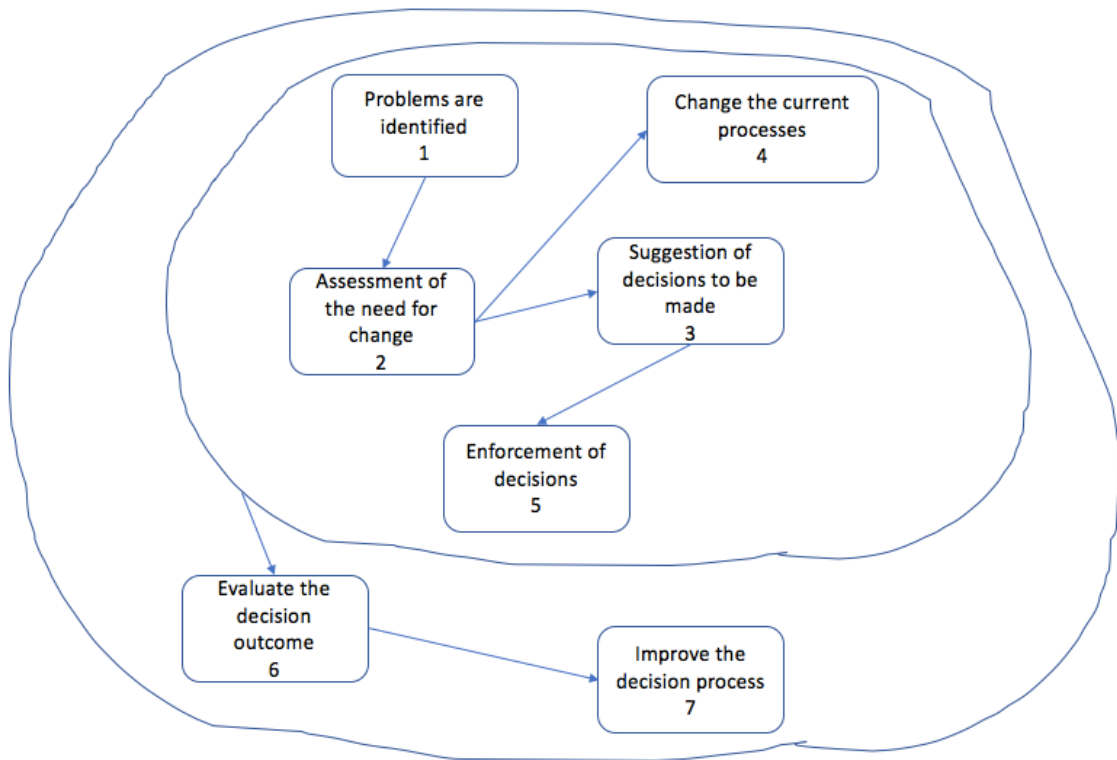 Problems are
identified
1
Change the current
processes
4
Assessment of
the need for
change
2
Suggestion of
decisions to be
made
3
Enforcement of
decisions
5
Evaluate the
decision
outcome
6
Improve the
decision process
7